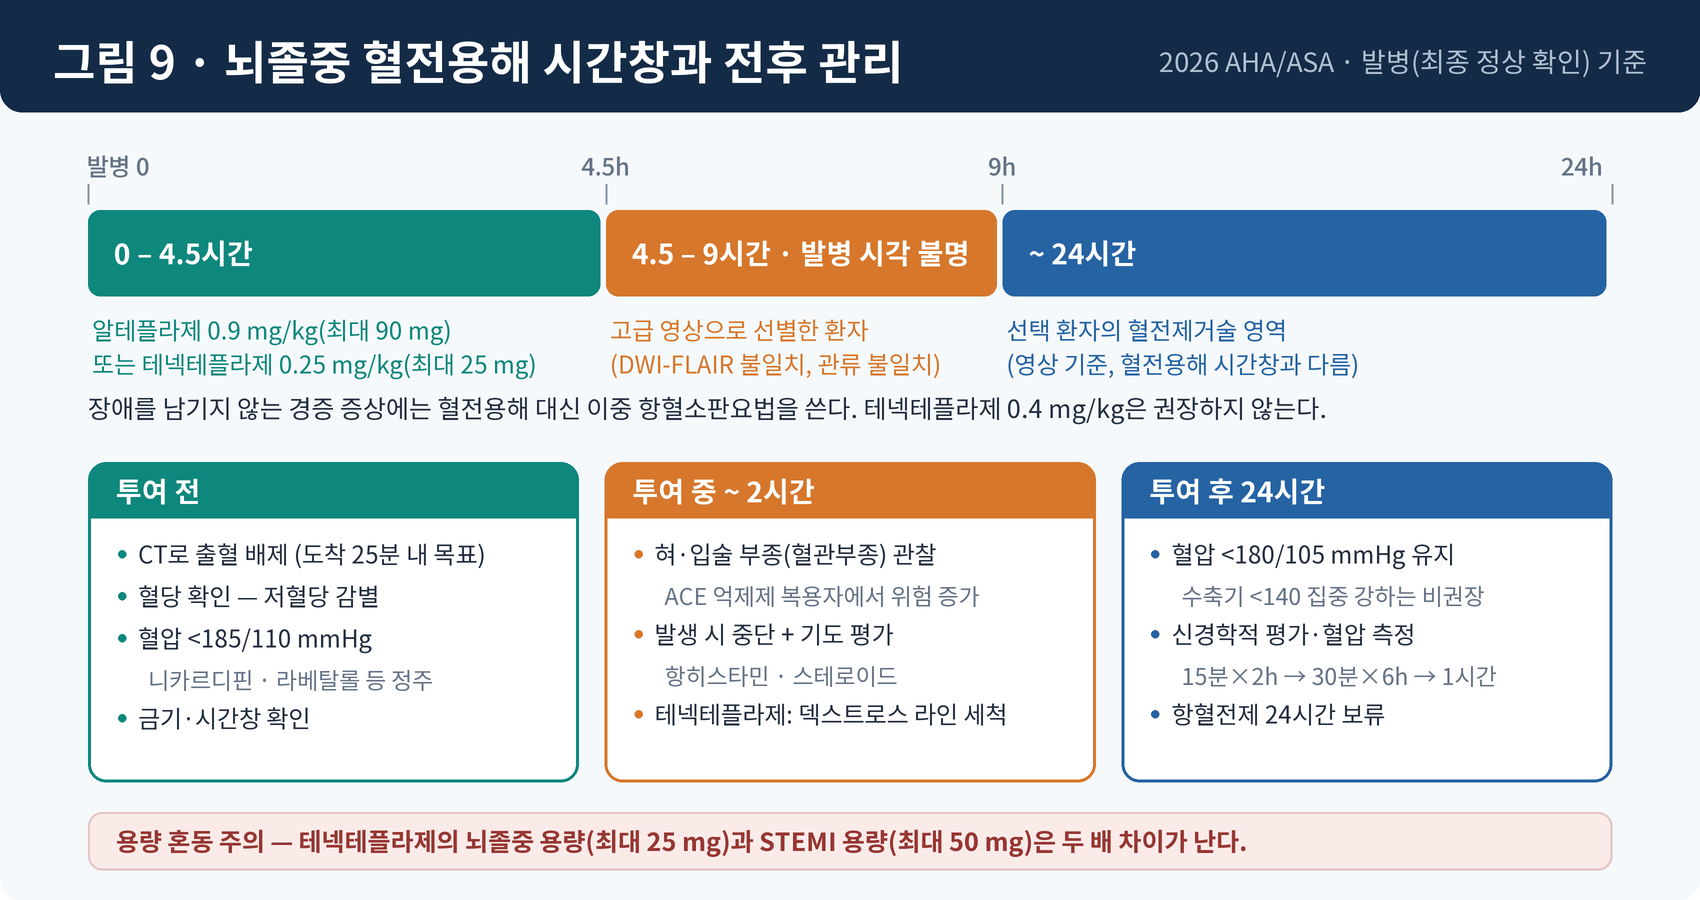 그림 9 · 뇌졸중 혈전용해 시간창과 전후 관리
2026 AHA/ASA · 발병(최종 정상 확인) 기준
발병 0
4.5h
9h
24h
0 – 4.5시간
4.5 – 9시간 · 발병 시각 불명
~ 24시간
알테플라제 0.9 mg/kg(최대 90 mg)
또는 테넥테플라제 0.25 mg/kg(최대 25 mg)
고급 영상으로 선별한 환자
(DWI-FLAIR 불일치, 관류 불일치)
선택 환자의 혈전제거술 영역
(영상 기준, 혈전용해 시간창과 다름)
장애를 남기지 않는 경증 증상에는 혈전용해 대신 이중 항혈소판요법을 쓴다. 테넥테플라제 0.4 mg/kg은 권장하지 않는다.
투여 전
• CT로 출혈 배제 (도착 25분 내 목표)
• 혈당 확인 — 저혈당 감별
• 혈압 <185/110 mmHg
니카르디핀 · 라베탈롤 등 정주
• 금기·시간창 확인
투여 중 ~ 2시간
• 혀·입술 부종(혈관부종) 관찰
ACE 억제제 복용자에서 위험 증가
• 발생 시 중단 + 기도 평가
항히스타민 · 스테로이드
• 테넥테플라제: 덱스트로스 라인 세척
투여 후 24시간
• 혈압 <180/105 mmHg 유지
수축기 <140 집중 강하는 비권장
• 신경학적 평가·혈압 측정
15분×2h → 30분×6h → 1시간
• 항혈전제 24시간 보류
용량 혼동 주의 — 테넥테플라제의 뇌졸중 용량(최대 25 mg)과 STEMI 용량(최대 50 mg)은 두 배 차이가 난다.